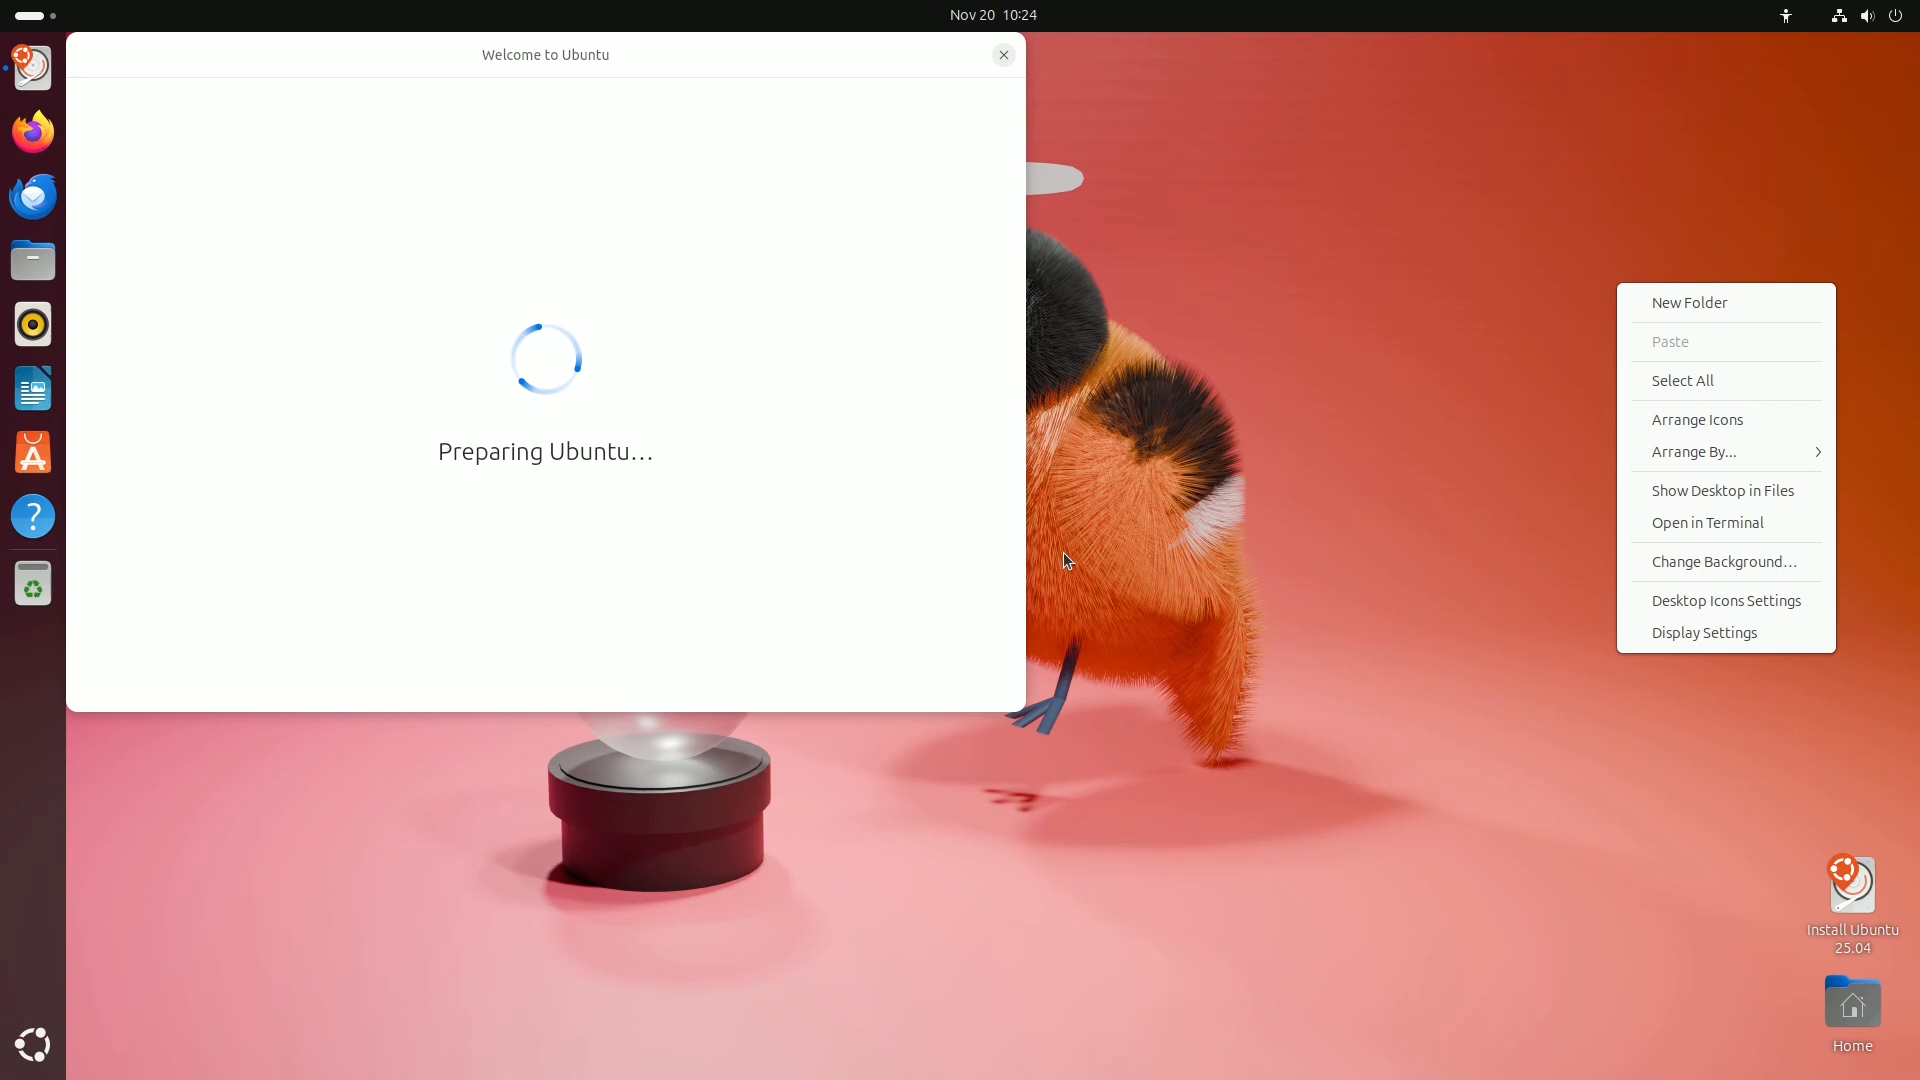 Nov 20 10:24
Welcome to Ubuntu
Preparing Ubuntu...
New Folder
Paste
Select All
Arrange Icons
Arrange By...
Show Desktop in Files
Open in Terminal
Change Background...
Desktop Icons Settings
Display Settings
Install Ubuntu
25.04
Home